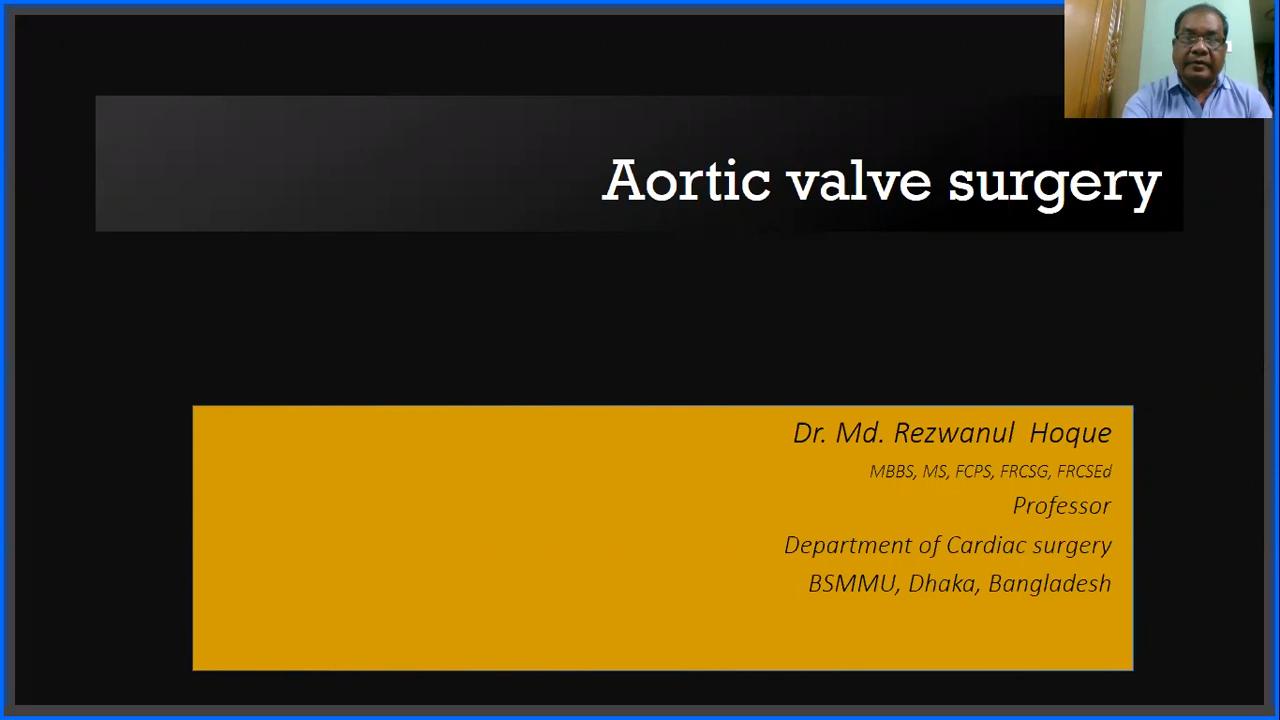 Aortic valve surgery
Dr. Md. Rezwanul Hoque
MBBS, MS, FCPS, FRCSG, FRCSEd
Professor
Department of Cardiac surgery
BSMMU, Dhaka, Bangladesh